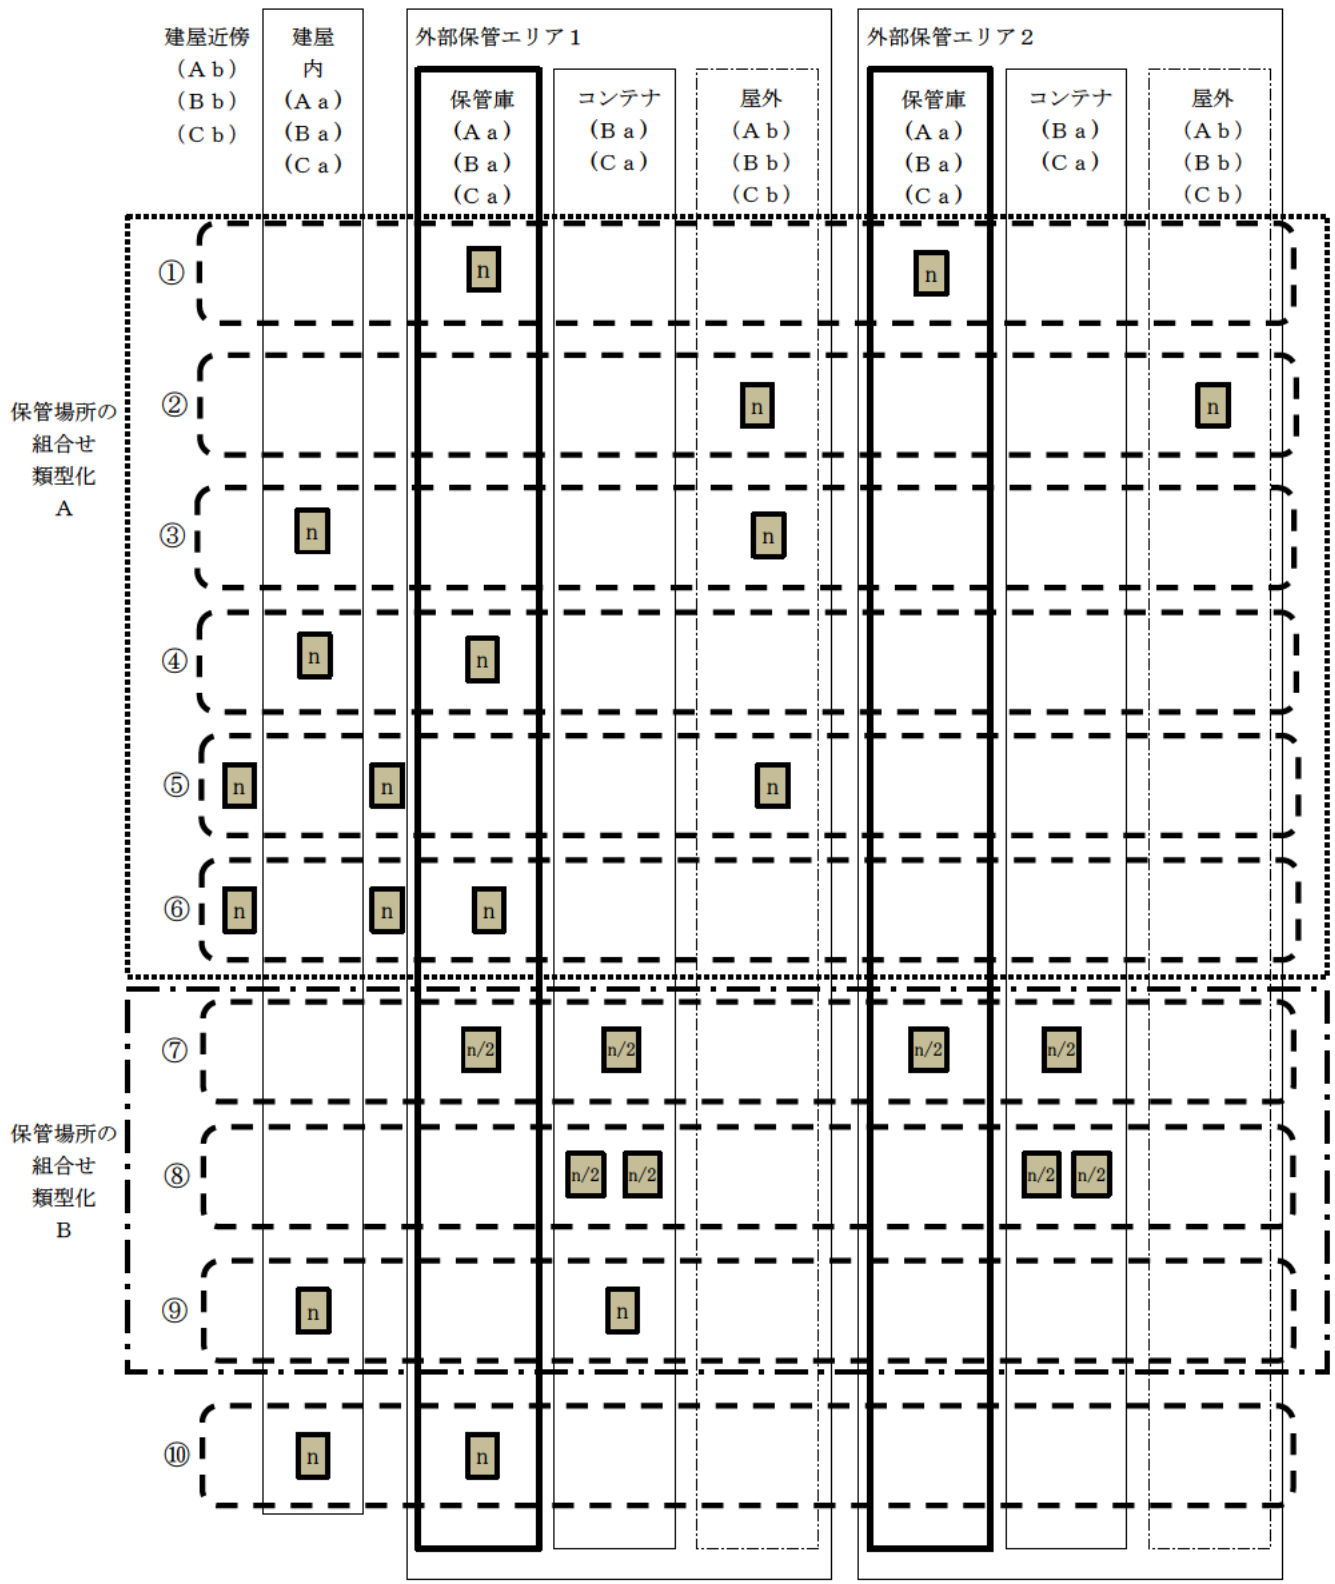 建屋近傍
（Ａｂ）
（Ｂｂ）
（Ｃｂ）
建屋
内
（Ａａ）
（Ｂａ）
（Ｃａ）
外部保管エリア１
保管庫
（Ａａ）
（Ｂａ）
（Ｃａ）
コンテナ
（Ｂａ）
（Ｃａ）
屋外
（Ａｂ）
（Ｂｂ）
（Ｃｂ）
外部保管エリア２
保管庫
（Ａａ）
（Ｂａ）
（Ｃａ）
コンテナ
（Ｂａ）
（Ｃａ）
屋外
（Ａｂ）
（Ｂｂ）
（Ｃｂ）
保管場所の
組合せ
類型化
A
① n n
② n n
③ n n
④ n n
⑤ n n n
⑥ n n n
保管場所の
組合せ
類型化
B
⑦ n/2 n/2 n/2 n/2
⑧ n/2 n/2 n/2 n/2
⑨ n n
⑩ n n